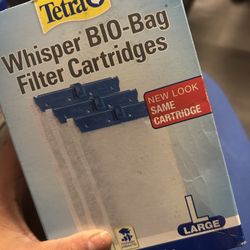 Tetra
Whisper BIO-Bag
Filter Cartridges
NEW LOOK
SAME
CARTRIDGE
L
LARGE